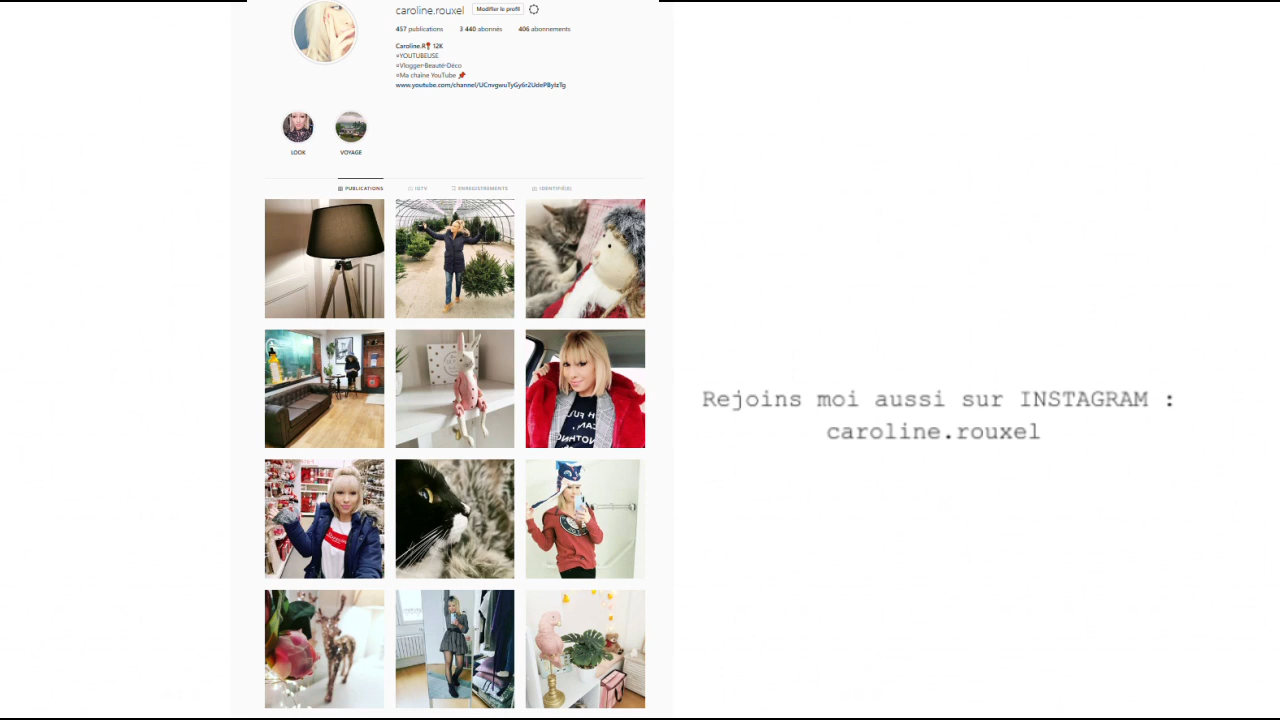 caroline.rouxel Modifier le profil
457 publications 3 440 abonnés 406 abonnements
Caroline.R 12K
¤YOUTUBEUSE
¤Vlogger-Beauté-Déco
¤Ma chaîne YouTube
LOOK VOYAGE
PUBLICATIONS IGTV ENREGISTREMENTS IDENTIFIÉ(E)
Rejoins moi aussi sur INSTAGRAM :
caroline.rouxel